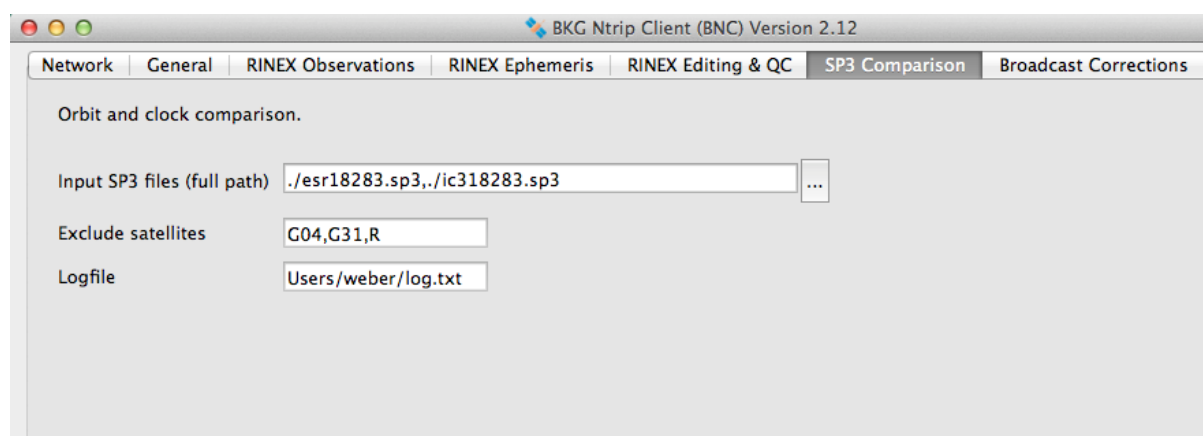 BKG Ntrip Client (BNC) Version 2.12
Network General RINEX Observations RINEX Ephemeris RINEX Editing & QC SP3 Comparison Broadcast Corrections
Orbit and clock comparison.
Input SP3 files (full path) ./esr18283.sp3,./ic318283.sp3 ...
Exclude satellites G04,G31,R
Logfile Users/weber/log.txt